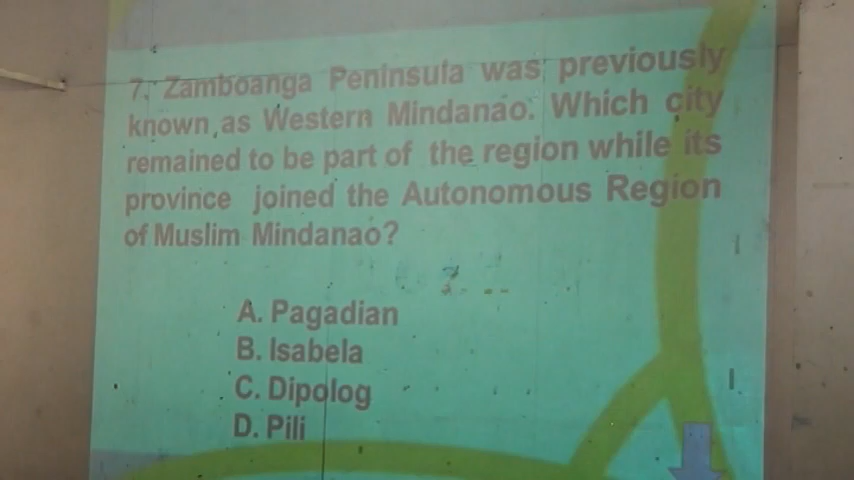 7. Zamboanga Peninsula was previously
known as Western Mindanao. Which city
remained to be part of the region while its
province joined the Autonomous Region
of Muslim Mindanao?
A. Pagadian
B. Isabela
C. Dipolog
D. Pili